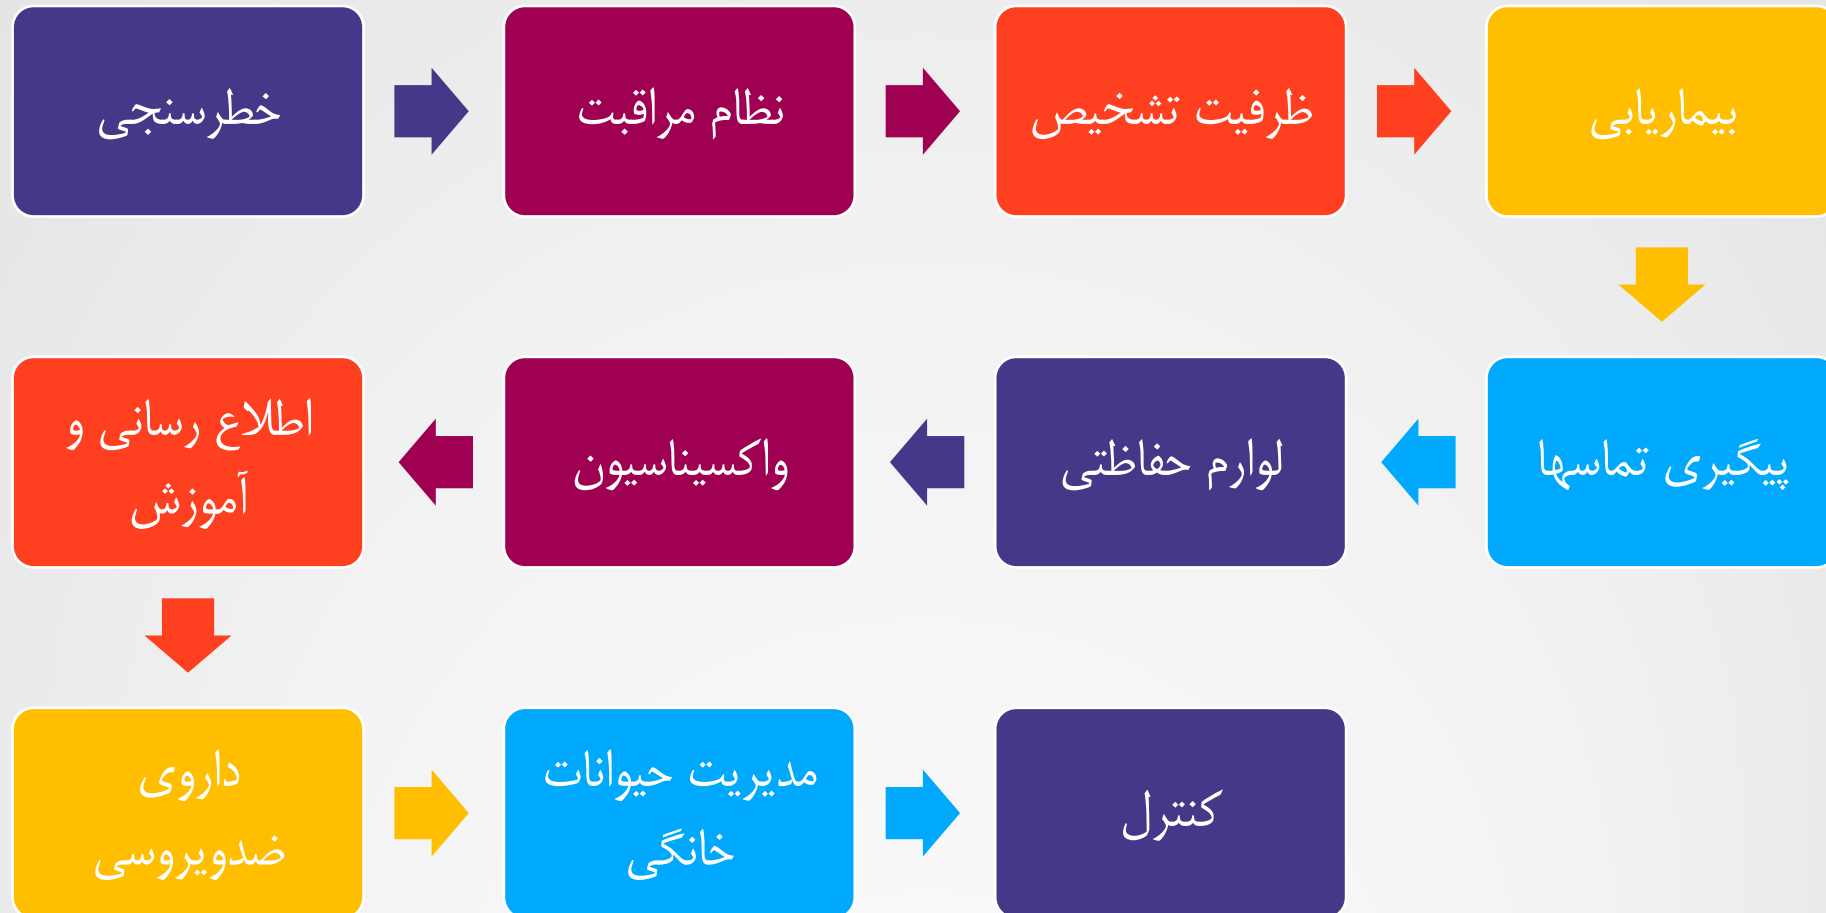 خطرسنجی
نظام مراقبت
ظرفیت تشخیص
بیماریابی
پیگیری تماسها
لوارم حفاظتی
واکسیناسیون
اطلاع رسانی و
آموزش
داروی
ضدویروسی
مدیریت حیوانات
خانگی
کنترل